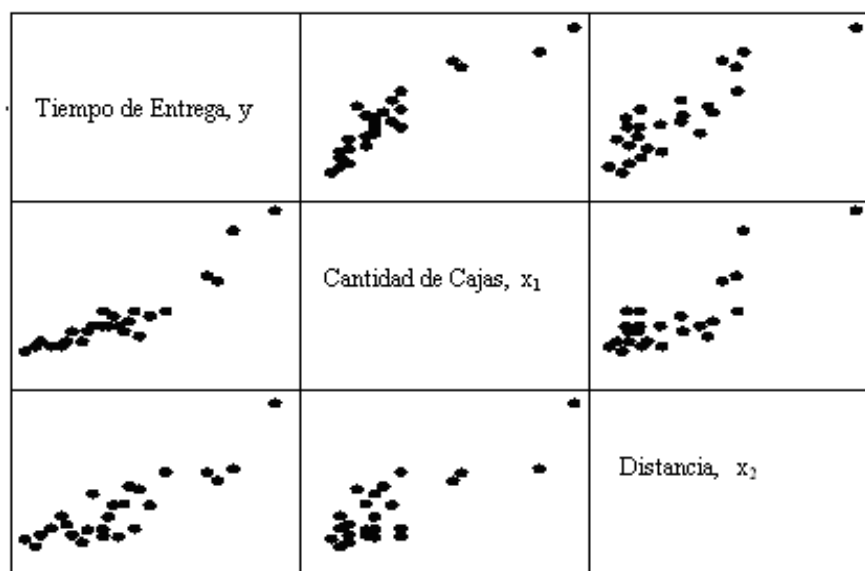 Tiempo de Entrega, y
Cantidad de Cajas, x₁
Distancia, x₂